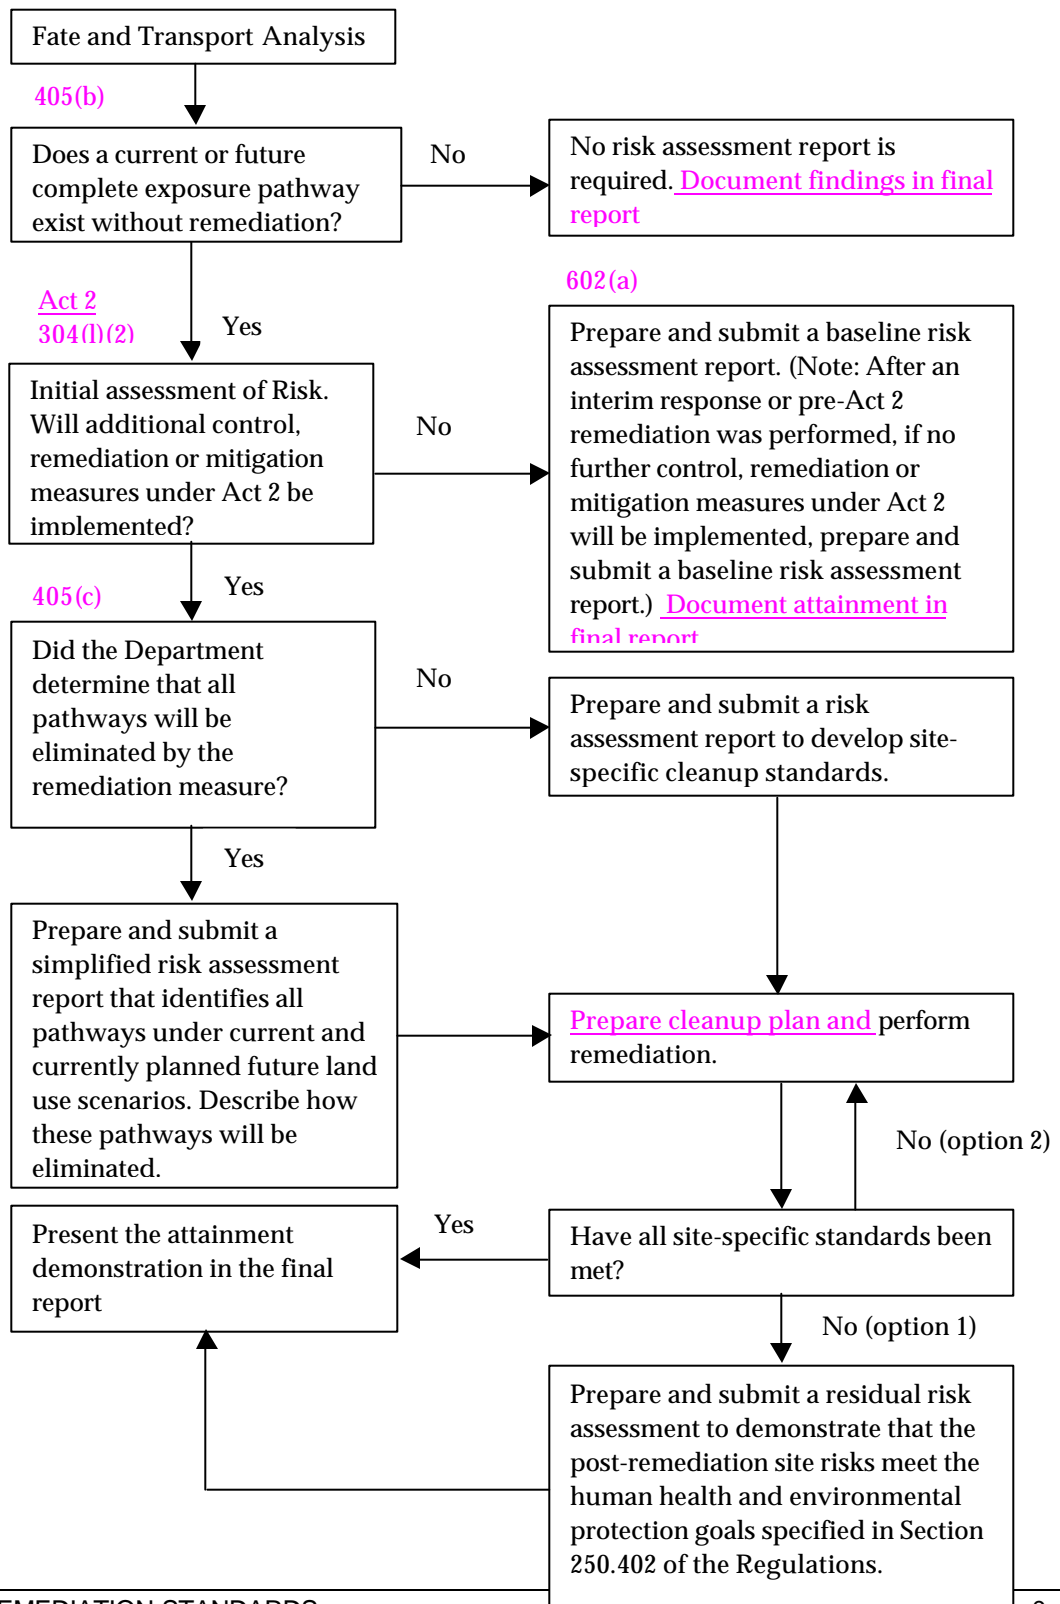 Fate and Transport Analysis
405(b)
Does a current or future
complete exposure pathway
exist without remediation?
No
No risk assessment report is
required. Document findings in final
report
Act 2
304(l)(2)
Yes
602(a)
Initial assessment of Risk.
Will additional control,
remediation or mitigation
measures under Act 2 be
implemented?
No
Prepare and submit a baseline risk
assessment report. (Note: After an
interim response or pre-Act 2
remediation was performed, if no
further control, remediation or
mitigation measures under Act 2
will be implemented, prepare and
submit a baseline risk assessment
report.) Document attainment in
final report
405(c)
Yes
Did the Department
determine that all
pathways will be
eliminated by the
remediation measure?
No
Prepare and submit a risk
assessment report to develop site-
specific cleanup standards.
Yes
Prepare and submit a
simplified risk assessment
report that identifies all
pathways under current and
currently planned future land
use scenarios. Describe how
these pathways will be
eliminated.
Prepare cleanup plan and perform
remediation.
No (option 2)
Present the attainment
demonstration in the final
report
Yes
Have all site-specific standards been
met?
No (option 1)
Prepare and submit a residual risk
assessment to demonstrate that the
post-remediation site risks meet the
human health and environmental
protection goals specified in Section
250.402 of the Regulations.